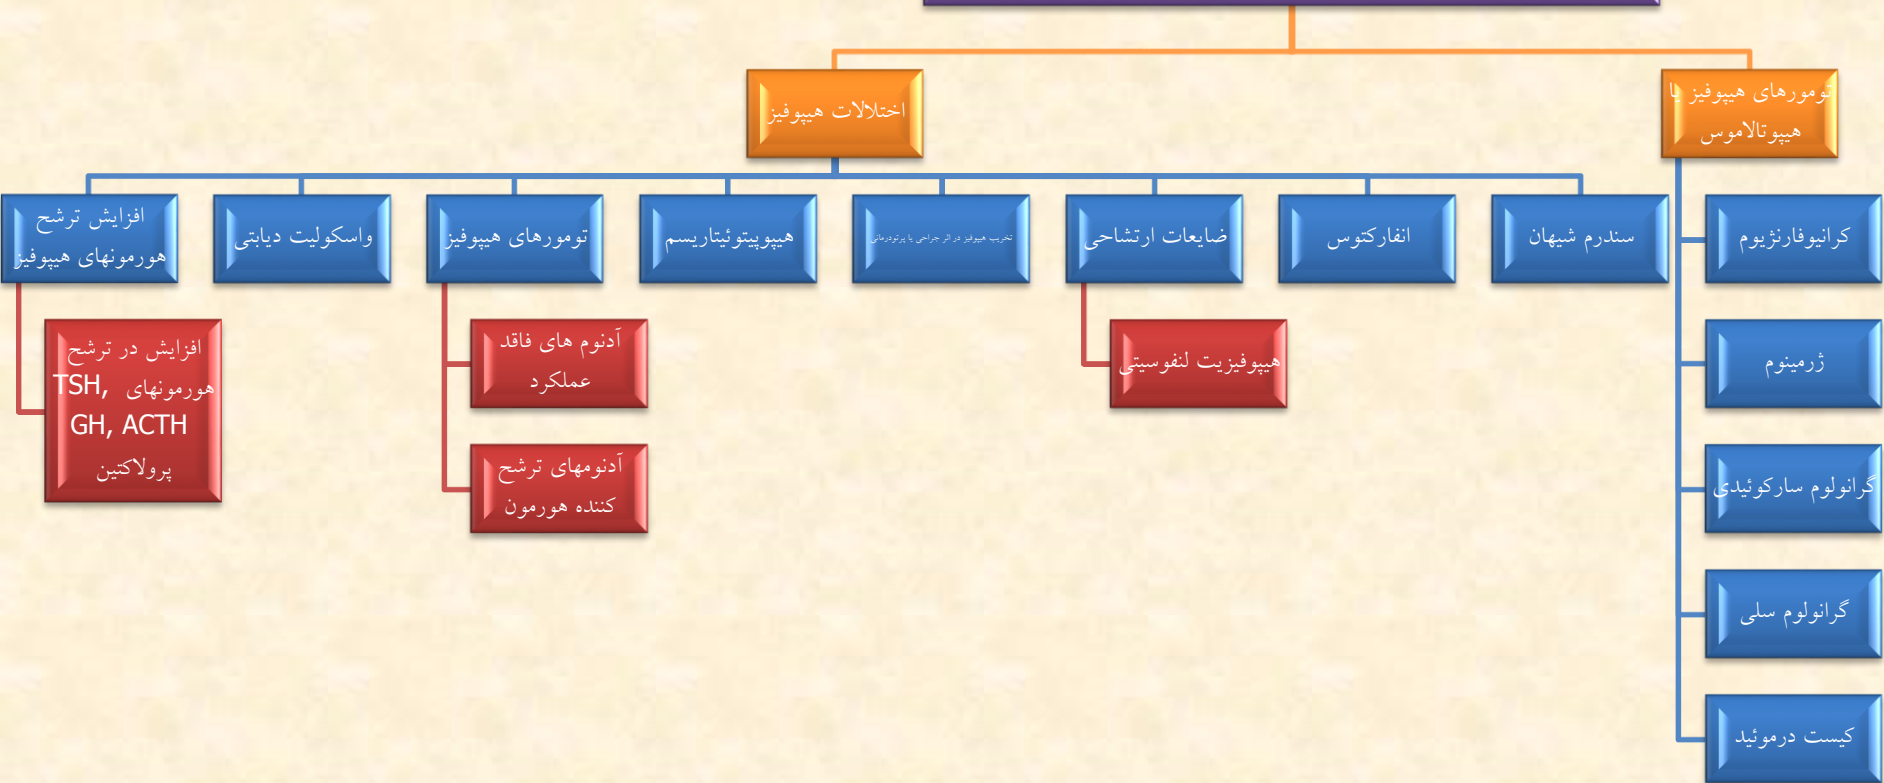 تومورهای هیپوفیز یا
هیپوتالاموس
اختلالات هیپوفیز
کرانیوفارنژیوم
ژرمینوم
گرانولوم سارکوئیدی
گرانولوم سلی
کیست درموئید
سندرم شیهان
انفارکتوس
ضایعات ارتشاحی
هیپوفیزیت لنفوسیتی
تخریب هیپوفیز در اثر جراحی یا پرتودرمانی
هیپوپیتوئیتاریسم
تومورهای هیپوفیز
آدنوم های فاقد
عملکرد
آدنومهای ترشح
کننده هورمون
واسکولیت دیابتی
افزایش ترشح
هورمونهای هیپوفیز
افزایش در ترشح
هورمونهای TSH,
GH, ACTH
پرولاکتین